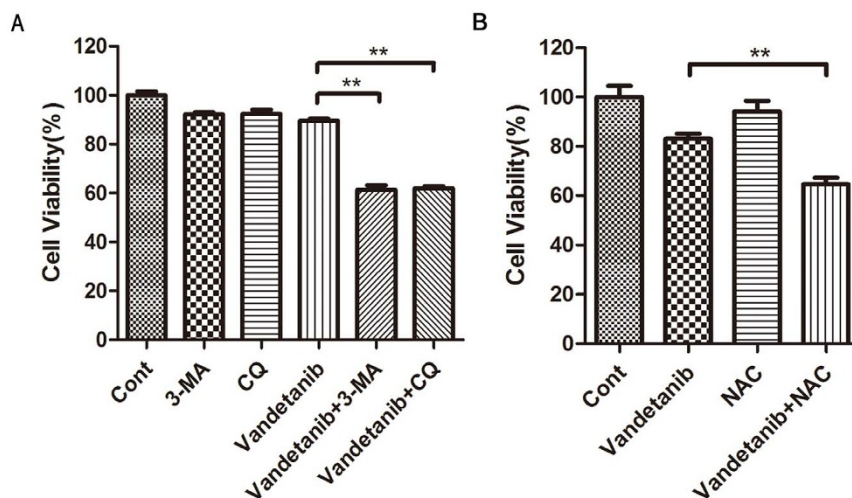 A
Cell Viability(%)
120
100
80
60
40
20
0
**
**
Cont
3-MA
CQ
Vandetanib
Vandetanib+3-MA
Vandetanib+CQ
B
Cell Viability(%)
120
100
80
60
40
20
0
**
Cont
Vandetanib
NAC
Vandetanib+NAC